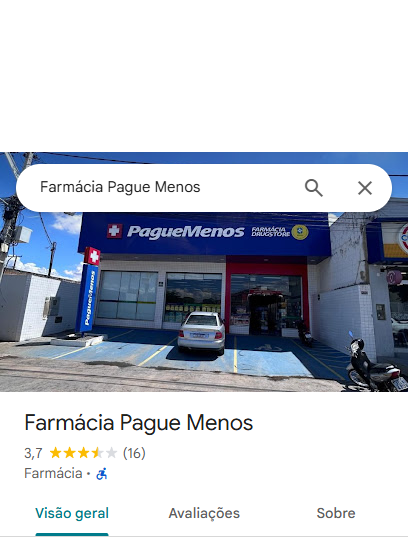 Farmácia Pague Menos
PagueMenos FARMÁCIA DRUGSTORE
PagueMenos
Farmácia Pague Menos
3,7 (16)
Farmácia ·
Visão geral Avaliações Sobre